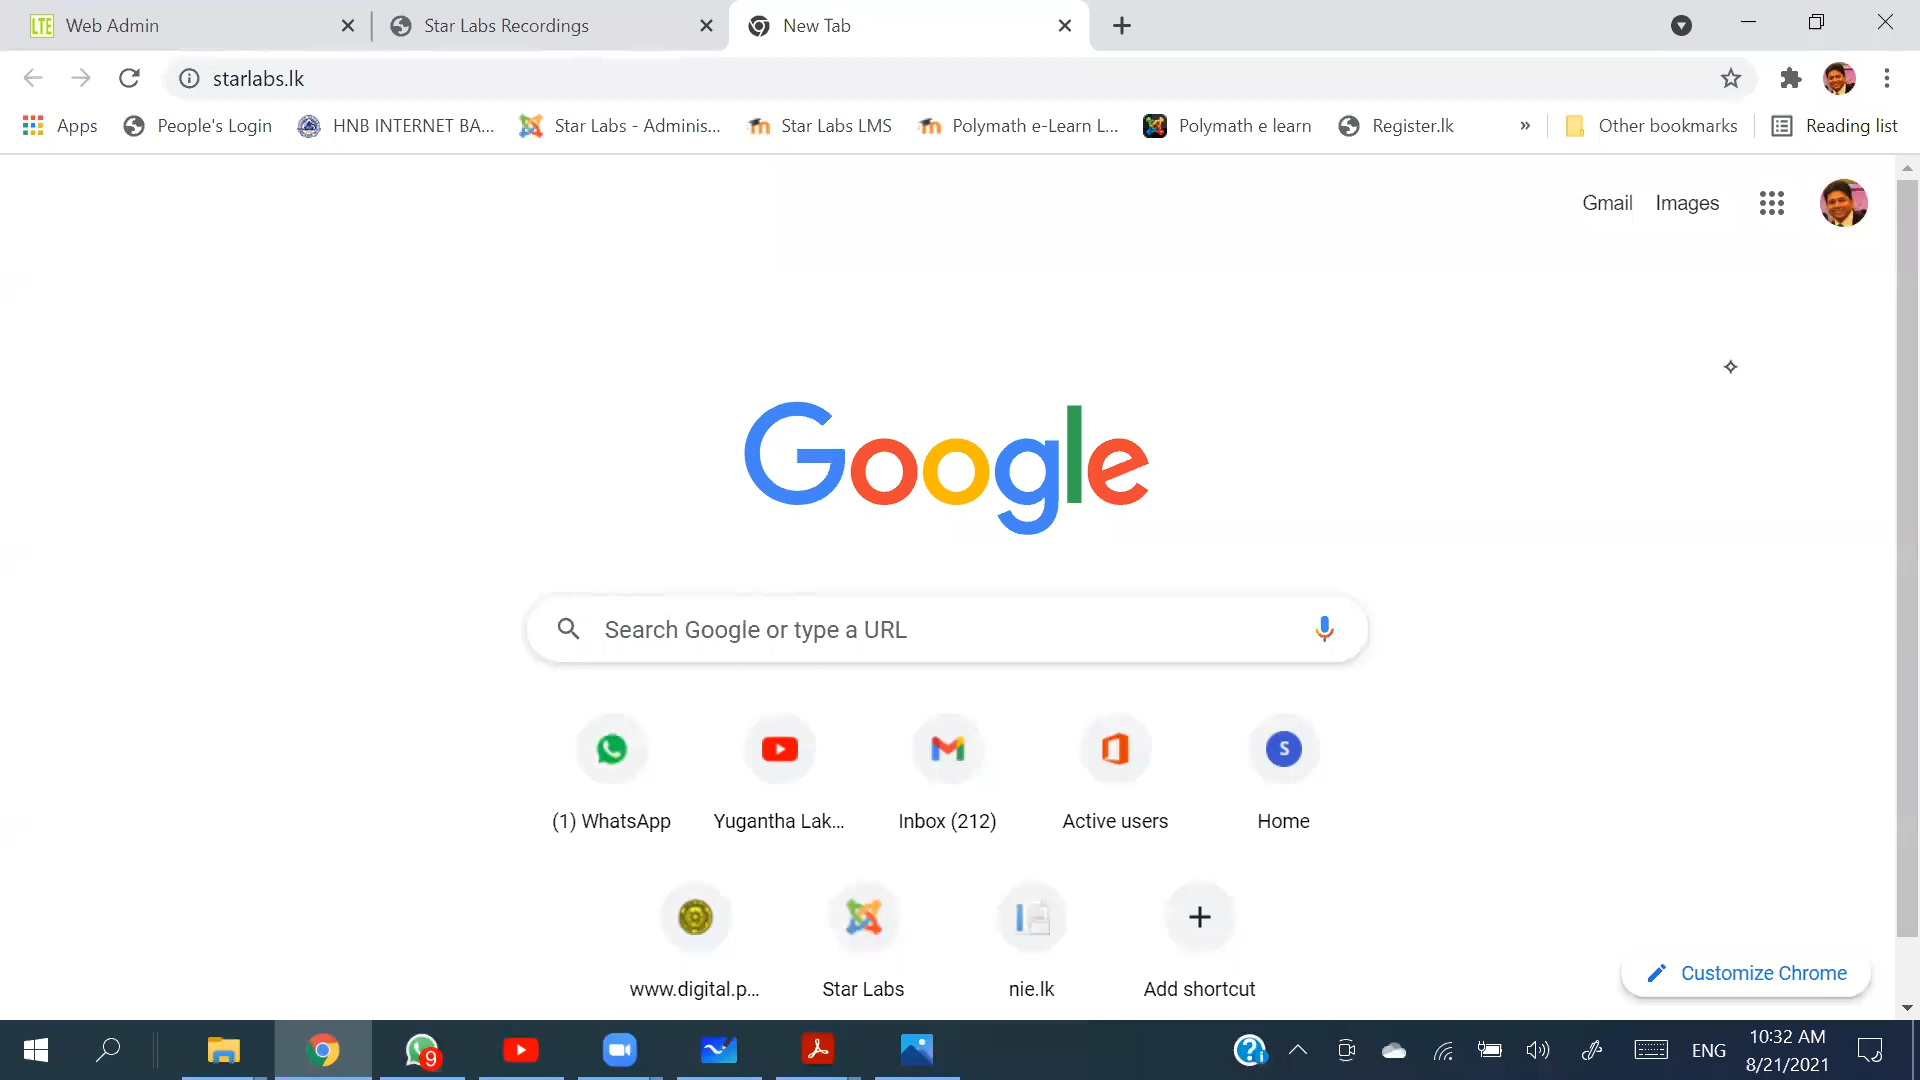 LTE Web Admin
Star Labs Recordings
New Tab
starlabs.lk
Apps
People's Login
HNB INTERNET BA...
Star Labs - Adminis...
Star Labs LMS
Polymath e-Learn L...
Polymath e learn
Register.lk
»
Other bookmarks
Reading list
Gmail Images
Google
Search Google or type a URL
S
(1) WhatsApp
Yugantha Lak...
Inbox (212)
Active users
Home
www.digital.p...
Star Labs
nie.lk
Add shortcut
Customize Chrome
9
ENG
10:32 AM
8/21/2021